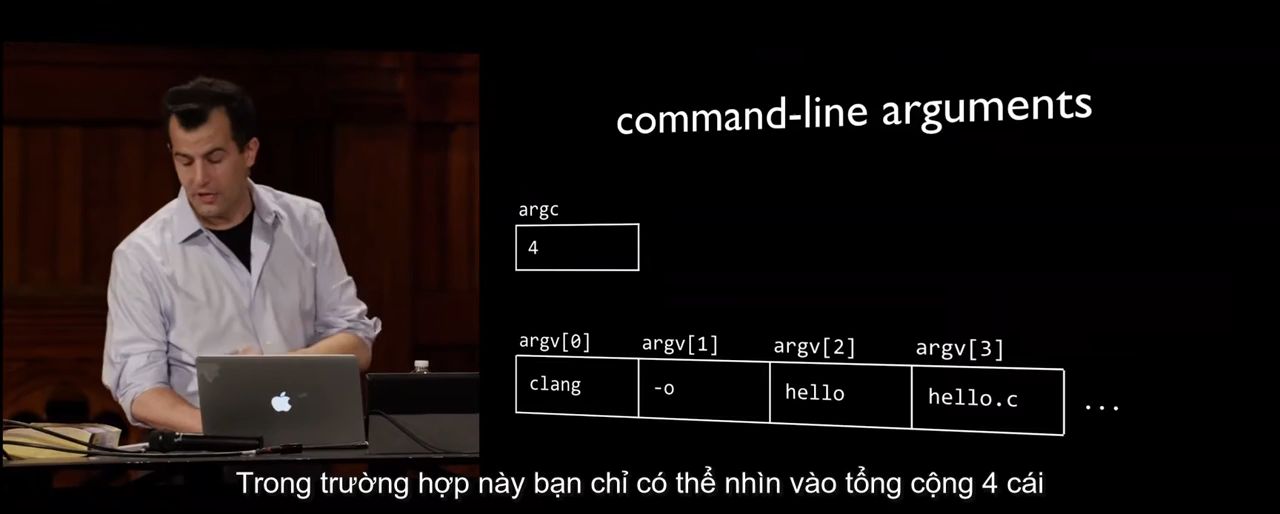 command-line arguments
argc
4
argv[0] argv[1] argv[2] argv[3]
clang -o hello hello.c ...
Trong trường hợp này bạn chỉ có thể nhìn vào tổng cộng 4 cái